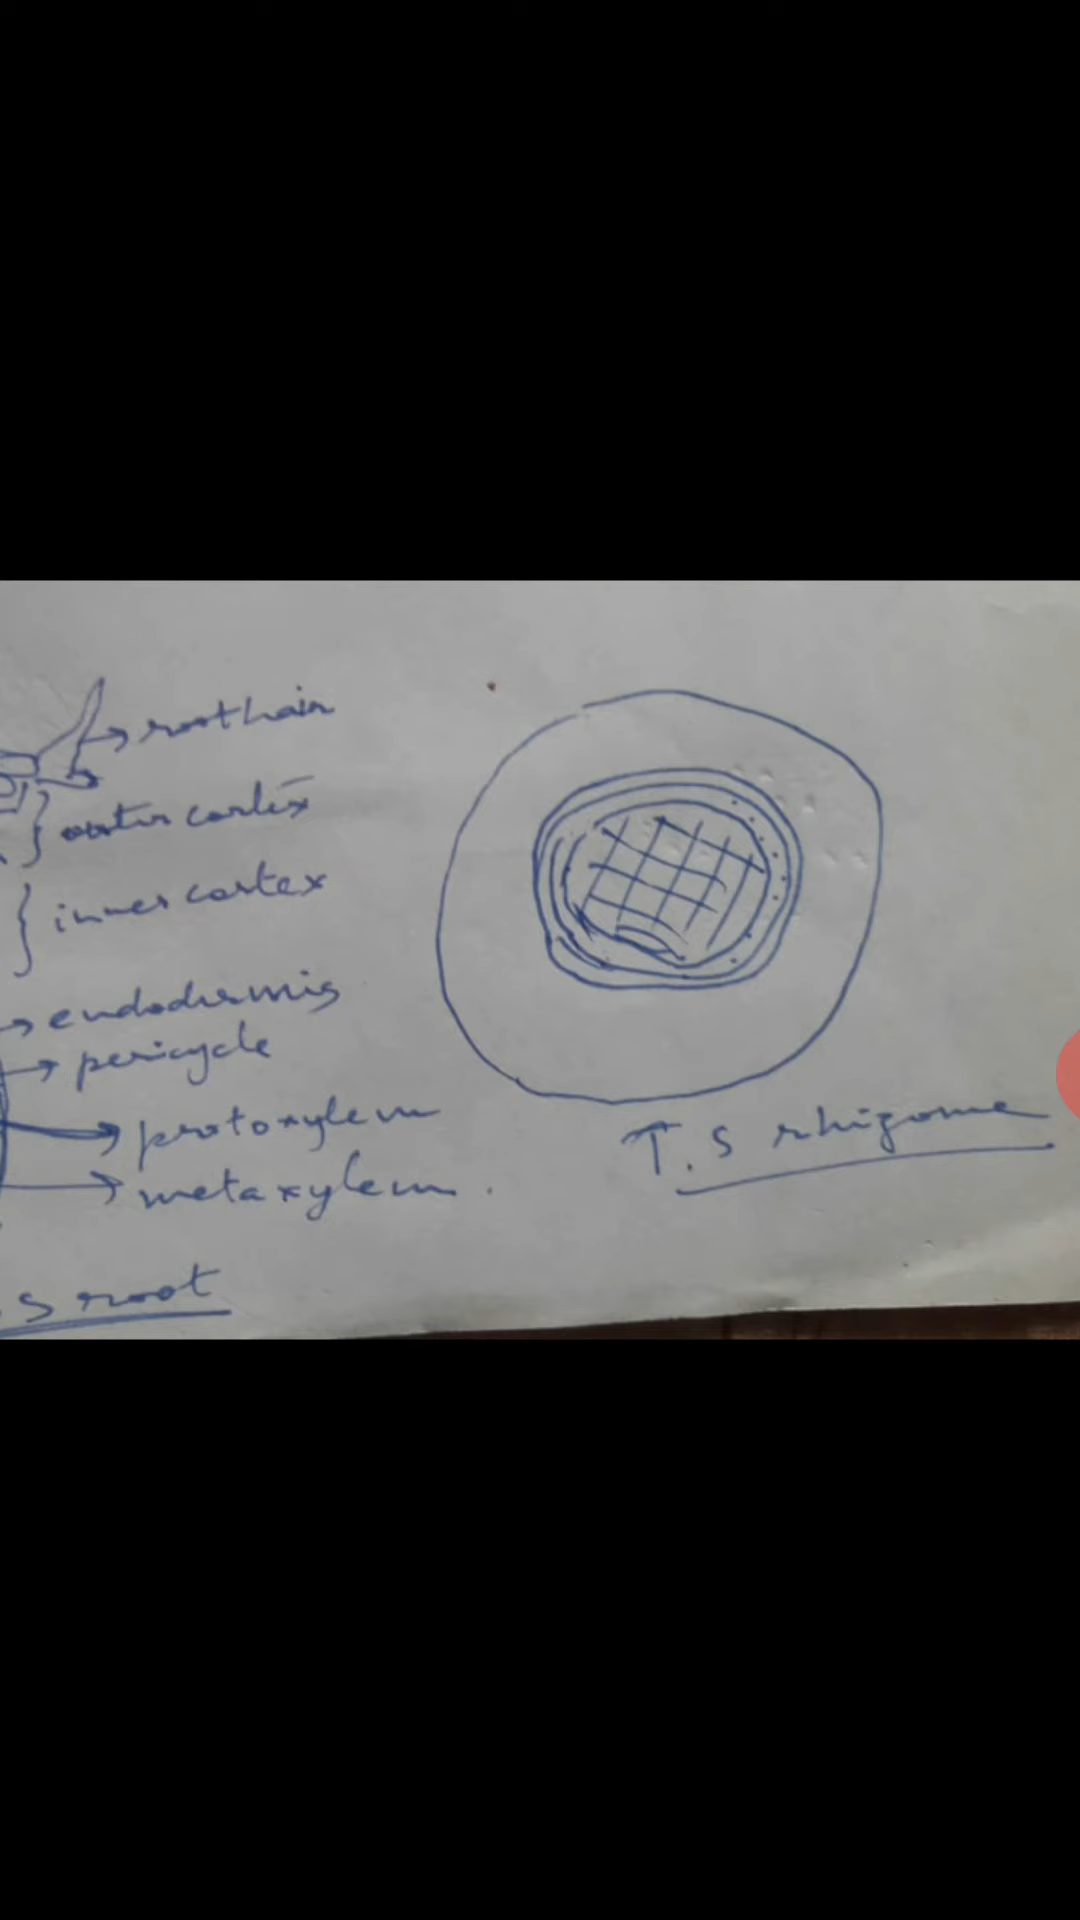 root hair
outer cortex
inner cortex
endodermis
pericycle
protoxylem
metaxylem.
.S root
T.S rhizome